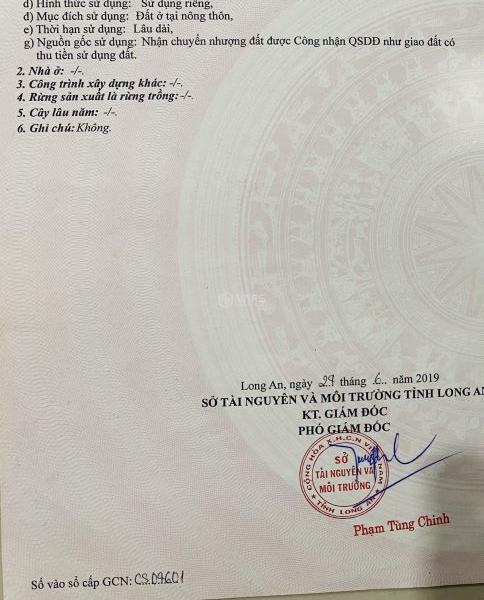 d) Hình thức sử dụng: Sử dụng riêng,
đ) Mục đích sử dụng: Đất ở tại nông thôn,
e) Thời hạn sử dụng: Lâu dài,
g) Nguồn gốc sử dụng: Nhận chuyển nhượng đất được Công nhận QSDĐ như giao đất có
thu tiền sử dụng đất.
2. Nhà ở: -/-.
3. Công trình xây dựng khác: -/-.
4. Rừng sản xuất là rừng trồng: -/-.
5. Cây lâu năm: -/-.
6. Ghi chú: Không.
Long An, ngày 27 tháng 6.. năm 2019
SỞ TÀI NGUYÊN VÀ MÔI TRƯỜNG TỈNH LONG AN
KT. GIÁM ĐỐC
PHÓ GIÁM ĐỐC
CỘNG HÒA X.H.C.N VIỆT NAM
SỞ
TÀI NGUYÊN VÀ
MÔI TRƯỜNG
TỈNH LONG AN
Phạm Tùng Chinh
Số vào sổ cấp GCN: CS09601